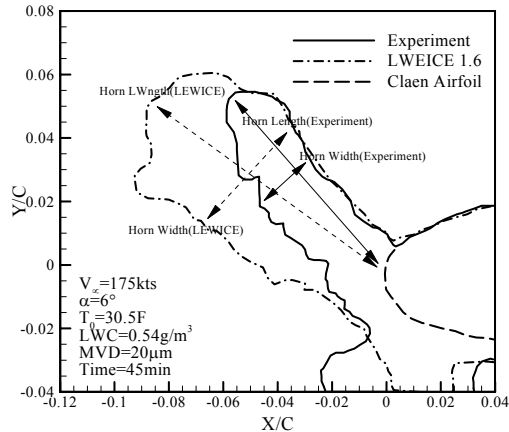 0.08
0.06
0.04
0.02
0
-0.02
-0.04
Y/C
Experiment
LWEICE 1.6
Claen Airfoil
Horn LWngth(LEWICE)
Horn Length(Experiment)
Horn Width(Experiment)
Horn Width(LEWICE)
V∞=175kts
α=6°
T₀=30.5F
LWC=0.54g/m³
MVD=20μm
Time=45min
-0.12 -0.1 -0.08 -0.06 -0.04 -0.02 0 0.02 0.04
X/C